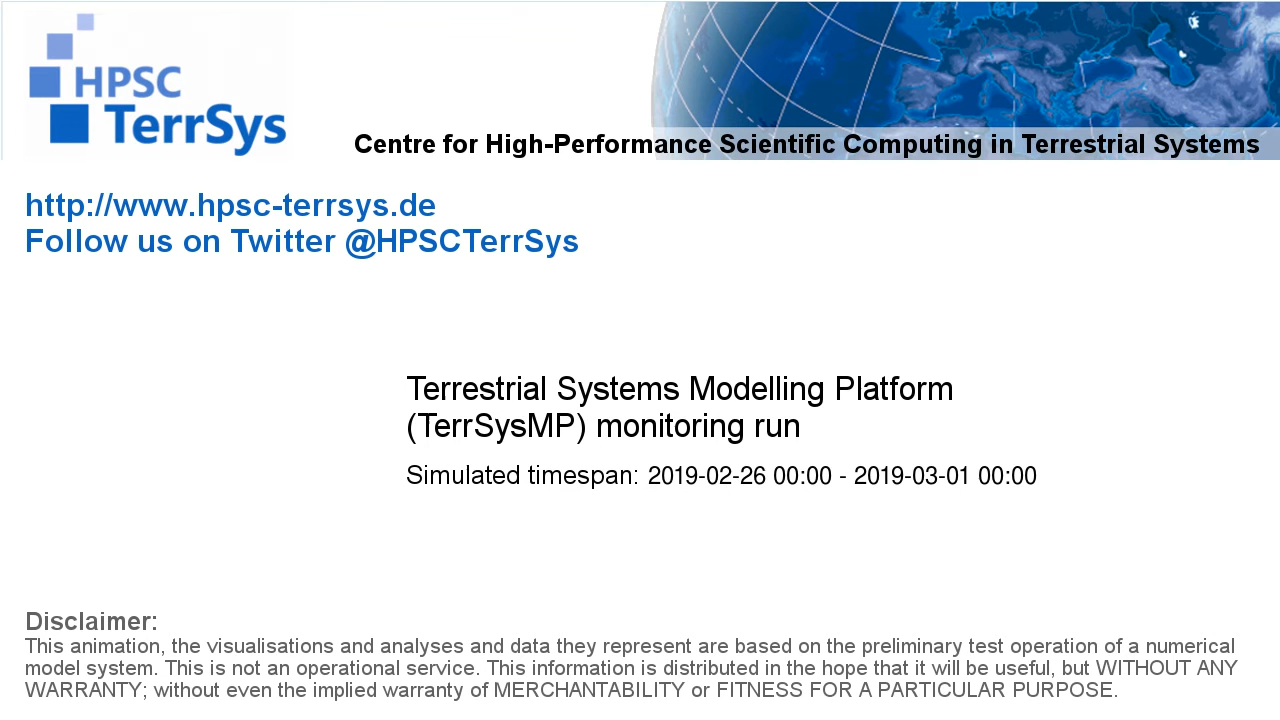 HPSC
TerrSys
Centre for High-Performance Scientific Computing in Terrestrial Systems
http://www.hpsc-terrsys.de
Follow us on Twitter @HPSCTerrSys
Terrestrial Systems Modelling Platform
(TerrSysMP) monitoring run
Simulated timespan: 2019-02-26 00:00 - 2019-03-01 00:00
Disclaimer:
This animation, the visualisations and analyses and data they represent are based on the preliminary test operation of a numerical
model system. This is not an operational service. This information is distributed in the hope that it will be useful, but WITHOUT ANY
WARRANTY; without even the implied warranty of MERCHANTABILITY or FITNESS FOR A PARTICULAR PURPOSE.